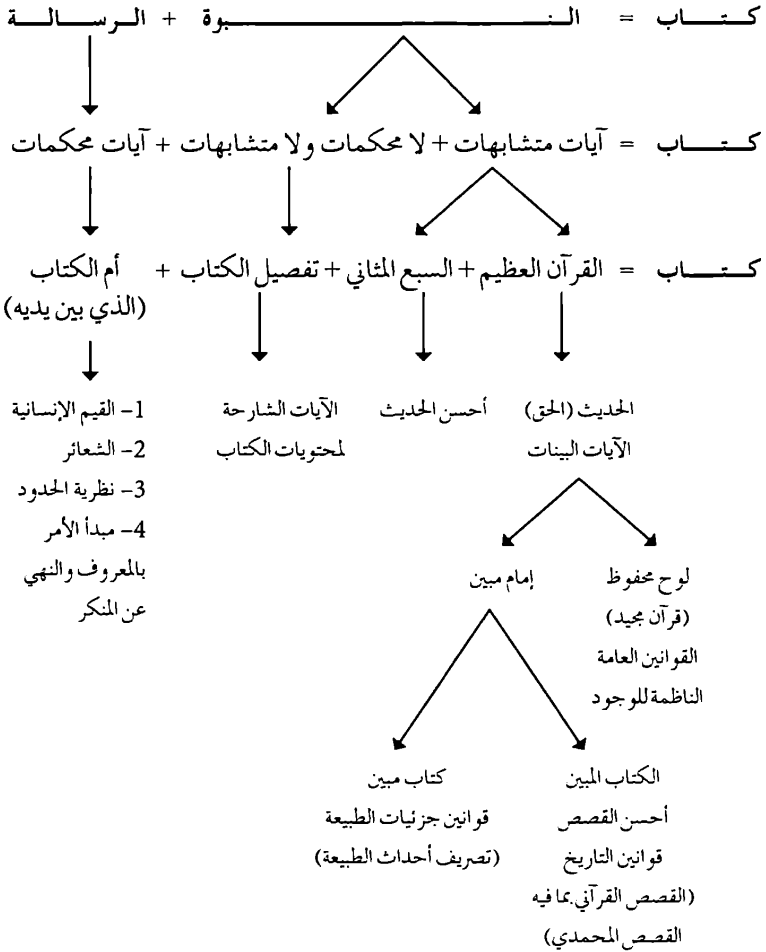 كتاب = النبوة + الرسالة
كتاب = آيات متشابهات + لا محكمات ولا متشابهات + آيات محكمات
كتاب = القرآن العظيم + السبع المثاني + تفصيل الكتاب + أم الكتاب
(الذي بين يديه)
الحديث (الحق)
الآيات البينات
أحسن الحديث
الآيات الشارحة
لمحتويات الكتاب
1- القيم الإنسانية
2- الشعائر
3- نظرية الحدود
4- مبدأ الأمر
بالمعروف والنهي
عن المنكر
لوح محفوظ
(قرآن مجيد)
القوانين العامة
الناظمة للوجود
إمام مبين
الكتاب المبين
أحسن القصص
قوانين التاريخ
(القصص القرآني بما فيه
القصص المحمدي)
كتاب مبين
قوانين جزئيات الطبيعة
(تصريف أحداث الطبيعة)